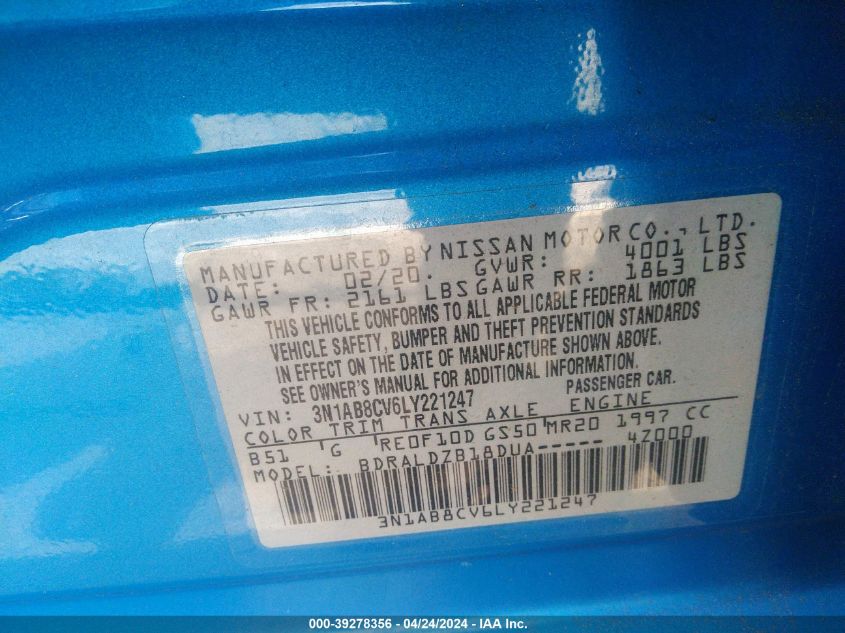 MANUFACTURED BY NISSAN MOTOR CO., LTD.
DATE: 02/20. GVWR: 4001 LBS
GAWR FR: 2161 LBS GAWR RR: 1863 LBS
THIS VEHICLE CONFORMS TO ALL APPLICABLE FEDERAL MOTOR
VEHICLE SAFETY, BUMPER AND THEFT PREVENTION STANDARDS
IN EFFECT ON THE DATE OF MANUFACTURE SHOWN ABOVE.
SEE OWNER'S MANUAL FOR ADDITIONAL INFORMATION.
VIN: 3N1AB8CV6LY221247 PASSENGER CAR.
COLOR TRIM TRANS AXLE ENGINE
B51 G RE0F10D GS50 MR20 1997 CC
MODEL: BDRALDZB18DUA----- 4Z000
3N1AB8CV6LY221247
000-39278356 - 04/24/2024 - IAA Inc.